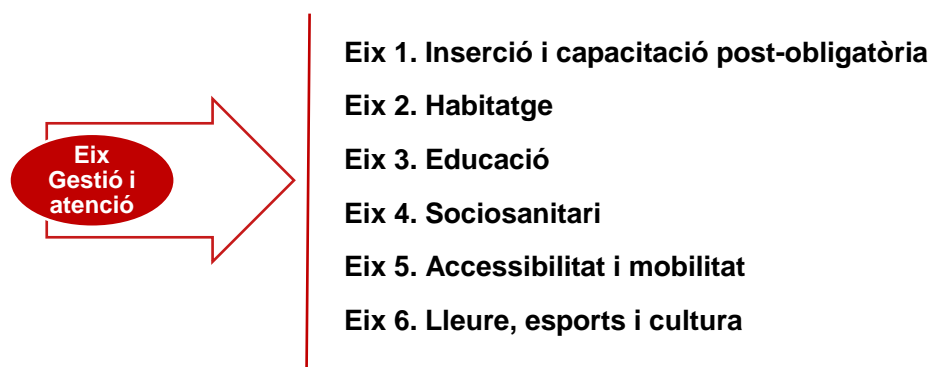 Eix
Gestió i
atenció
Eix 1. Inserció i capacitació post-obligatòria
Eix 2. Habitatge
Eix 3. Educació
Eix 4. Sociosanitari
Eix 5. Accessibilitat i mobilitat
Eix 6. Lleure, esports i cultura